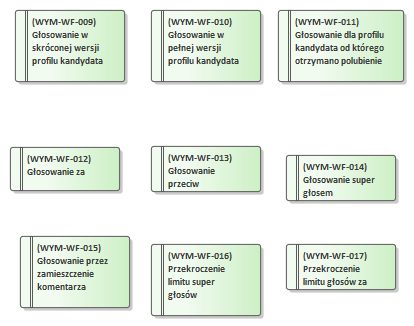 (WYM-WF-009)
Głosowanie w
skróconej wersji
profilu kandydata
(WYM-WF-010)
Głosowanie w
pełnej wersji
profilu kandydata
(WYM-WF-011)
Głosowanie dla profilu
kandydata od którego
otrzymano polubienie
(WYM-WF-012)
Głosowanie za
(WYM-WF-013)
Głosowanie
przeciw
(WYM-WF-014)
Głosowanie super
głosem
(WYM-WF-015)
Głosowanie przez
zamieszczenie
komentarza
(WYM-WF-016)
Przekroczenie
limitu super
głosów
(WYM-WF-017)
Przekroczenie
limitu głosów za